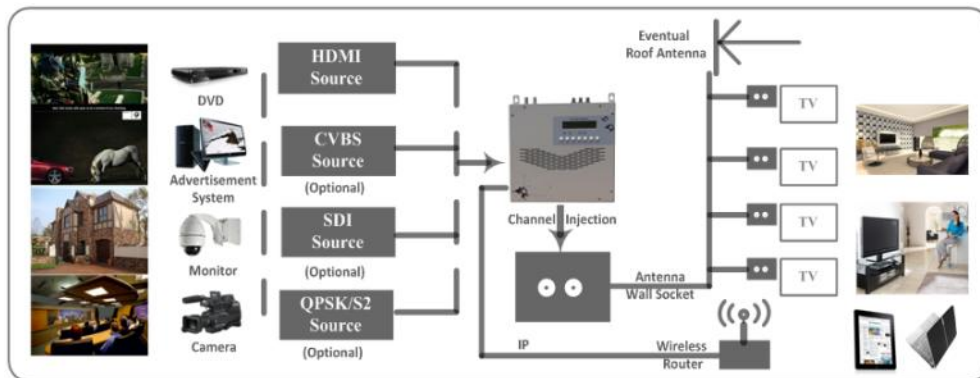 DVD
Advertisement
System
Monitor
Camera
HDMI
Source
CVBS
Source
(Optional)
SDI
Source
(Optional)
QPSK/S2
Source
(Optional)
Channel Injection
IP
Eventual
Roof Antenna
TV
TV
TV
TV
Antenna
Wall Socket
Wireless
Router